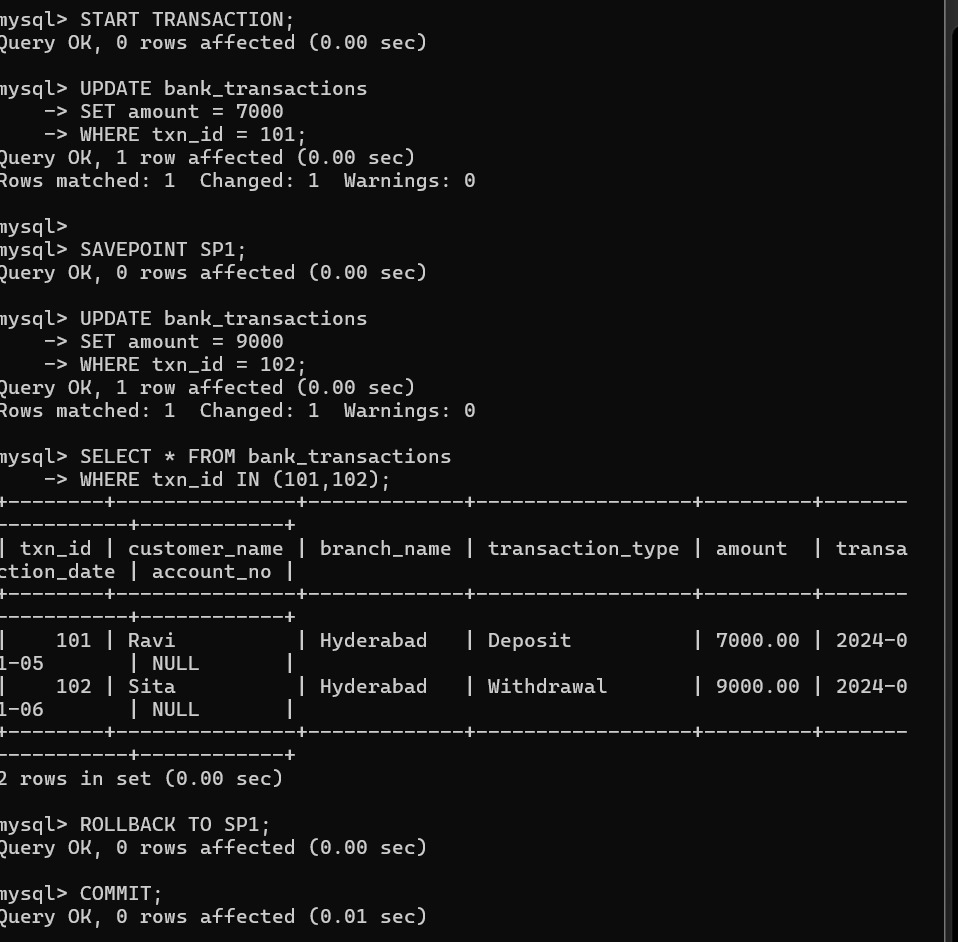 mysql> START TRANSACTION;
Query OK, 0 rows affected (0.00 sec)
mysql> UPDATE bank_transactions
    -> SET amount = 7000
    -> WHERE txn_id = 101;
Query OK, 1 row affected (0.00 sec)
Rows matched: 1  Changed: 1  Warnings: 0
mysql>
mysql> SAVEPOINT SP1;
Query OK, 0 rows affected (0.00 sec)
mysql> UPDATE bank_transactions
    -> SET amount = 9000
    -> WHERE txn_id = 102;
Query OK, 1 row affected (0.00 sec)
Rows matched: 1  Changed: 1  Warnings: 0
mysql> SELECT * FROM bank_transactions
    -> WHERE txn_id IN (101,102);
+--------+---------------+-------------+------------------+---------+-------
-----------+------------+
| txn_id | customer_name | branch_name | transaction_type | amount  | transa
ction_date | account_no |
+--------+---------------+-------------+------------------+---------+-------
-----------+------------+
|    101 | Ravi          | Hyderabad   | Deposit          | 7000.00 | 2024-0
1-05       | NULL       |
|    102 | Sita          | Hyderabad   | Withdrawal       | 9000.00 | 2024-0
1-06       | NULL       |
+--------+---------------+-------------+------------------+---------+-------
-----------+------------+
2 rows in set (0.00 sec)
mysql> ROLLBACK TO SP1;
Query OK, 0 rows affected (0.00 sec)
mysql> COMMIT;
Query OK, 0 rows affected (0.01 sec)